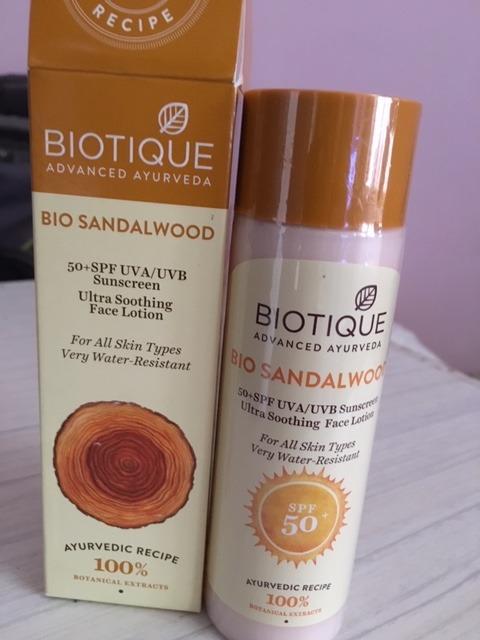 RECIPE
BIOTIQUE
ADVANCED AYURVEDA
BIO SANDALWOOD
50+SPF UVA/UVB
Sunscreen
Ultra Soothing
Face Lotion
For All Skin Types
Very Water-Resistant
AYURVEDIC RECIPE
100%
BOTANICAL EXTRACTS
BIOTIQUE
ADVANCED AYURVEDA
BIO SANDALWOOD
50+SPF UVA/UVB Sunscreen
Ultra Soothing Face Lotion
For All Skin Types
Very Water-Resistant
SPF
50+
AYURVEDIC RECIPE
100%
BOTANICAL EXTRACTS